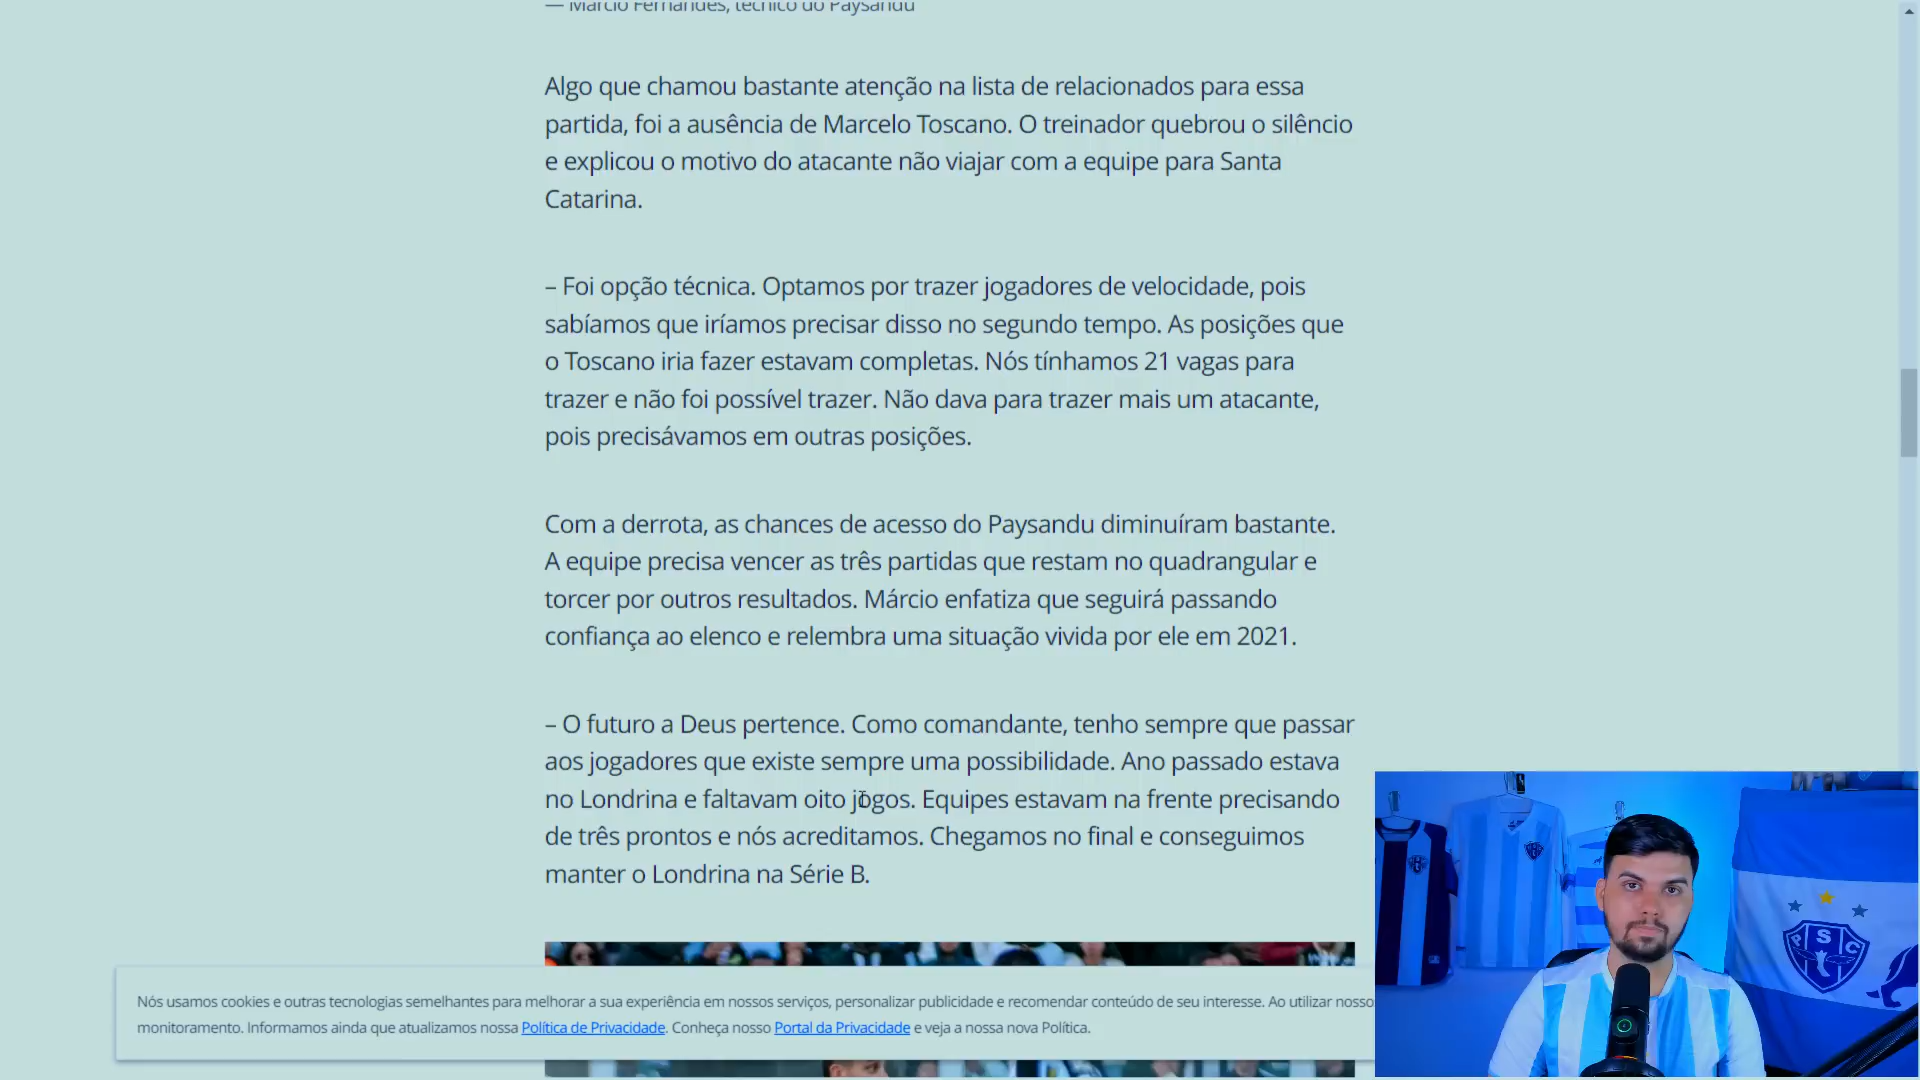 — Márcio Fernandes, técnico do Paysandu
Algo que chamou bastante atenção na lista de relacionados para essa
partida, foi a ausência de Marcelo Toscano. O treinador quebrou o silêncio
e explicou o motivo do atacante não viajar com a equipe para Santa
Catarina.
– Foi opção técnica. Optamos por trazer jogadores de velocidade, pois
sabíamos que iríamos precisar disso no segundo tempo. As posições que
o Toscano iria fazer estavam completas. Nós tínhamos 21 vagas para
trazer e não foi possível trazer. Não dava para trazer mais um atacante,
pois precisávamos em outras posições.
Com a derrota, as chances de acesso do Paysandu diminuíram bastante.
A equipe precisa vencer as três partidas que restam no quadrangular e
torcer por outros resultados. Márcio enfatiza que seguirá passando
confiança ao elenco e relembra uma situação vivida por ele em 2021.
– O futuro a Deus pertence. Como comandante, tenho sempre que passar
aos jogadores que existe sempre uma possibilidade. Ano passado estava
no Londrina e faltavam oito jogos. Equipes estavam na frente precisando
de três prontos e nós acreditamos. Chegamos no final e conseguimos
manter o Londrina na Série B.
Nós usamos cookies e outras tecnologias semelhantes para melhorar a sua experiência em nossos serviços, personalizar publicidade e recomendar conteúdo de seu interesse. Ao utilizar nosso
monitoramento. Informamos ainda que atualizamos nossa Política de Privacidade. Conheça nosso Portal da Privacidade e veja a nossa nova Política.
PSC